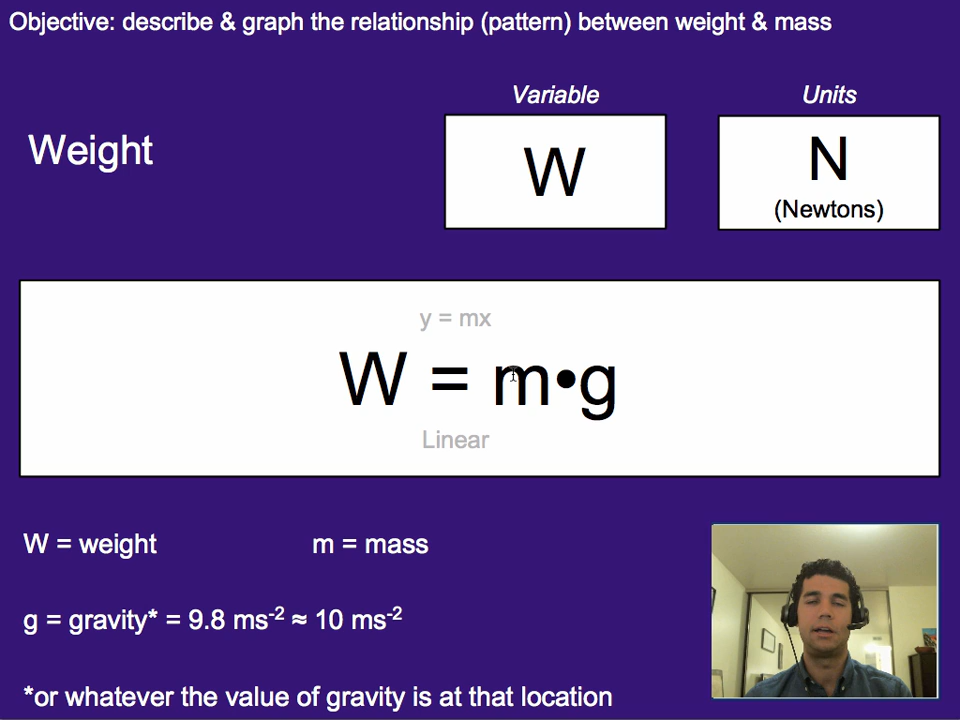 Objective: describe & graph the relationship (pattern) between weight & mass
Variable
Units
Weight
W
N
(Newtons)
y = mx
W = m•g
Linear
W = weight
m = mass
g = gravity* = 9.8 ms⁻² ≈ 10 ms⁻²
*or whatever the value of gravity is at that location